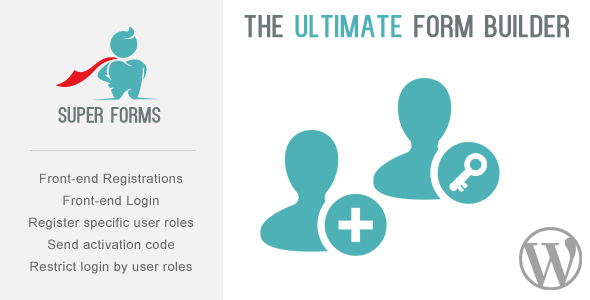 THE ULTIMATE FORM BUILDER
SUPER FORMS
Front-end Registrations
Front-end Login
Register specific user roles
Send activation code
Restrict login by user roles
W